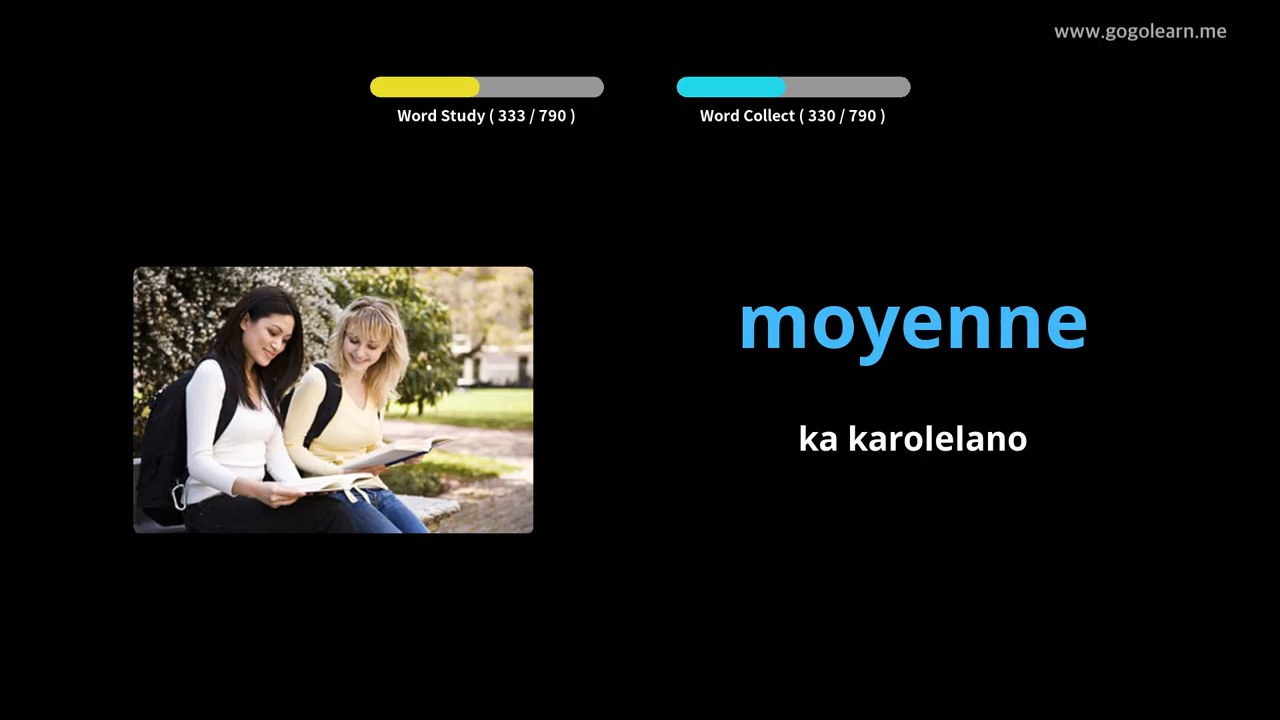 www.gogolearn.me
Word Study ( 333 / 790 )
Word Collect ( 330 / 790 )
moyenne
ka karolelano